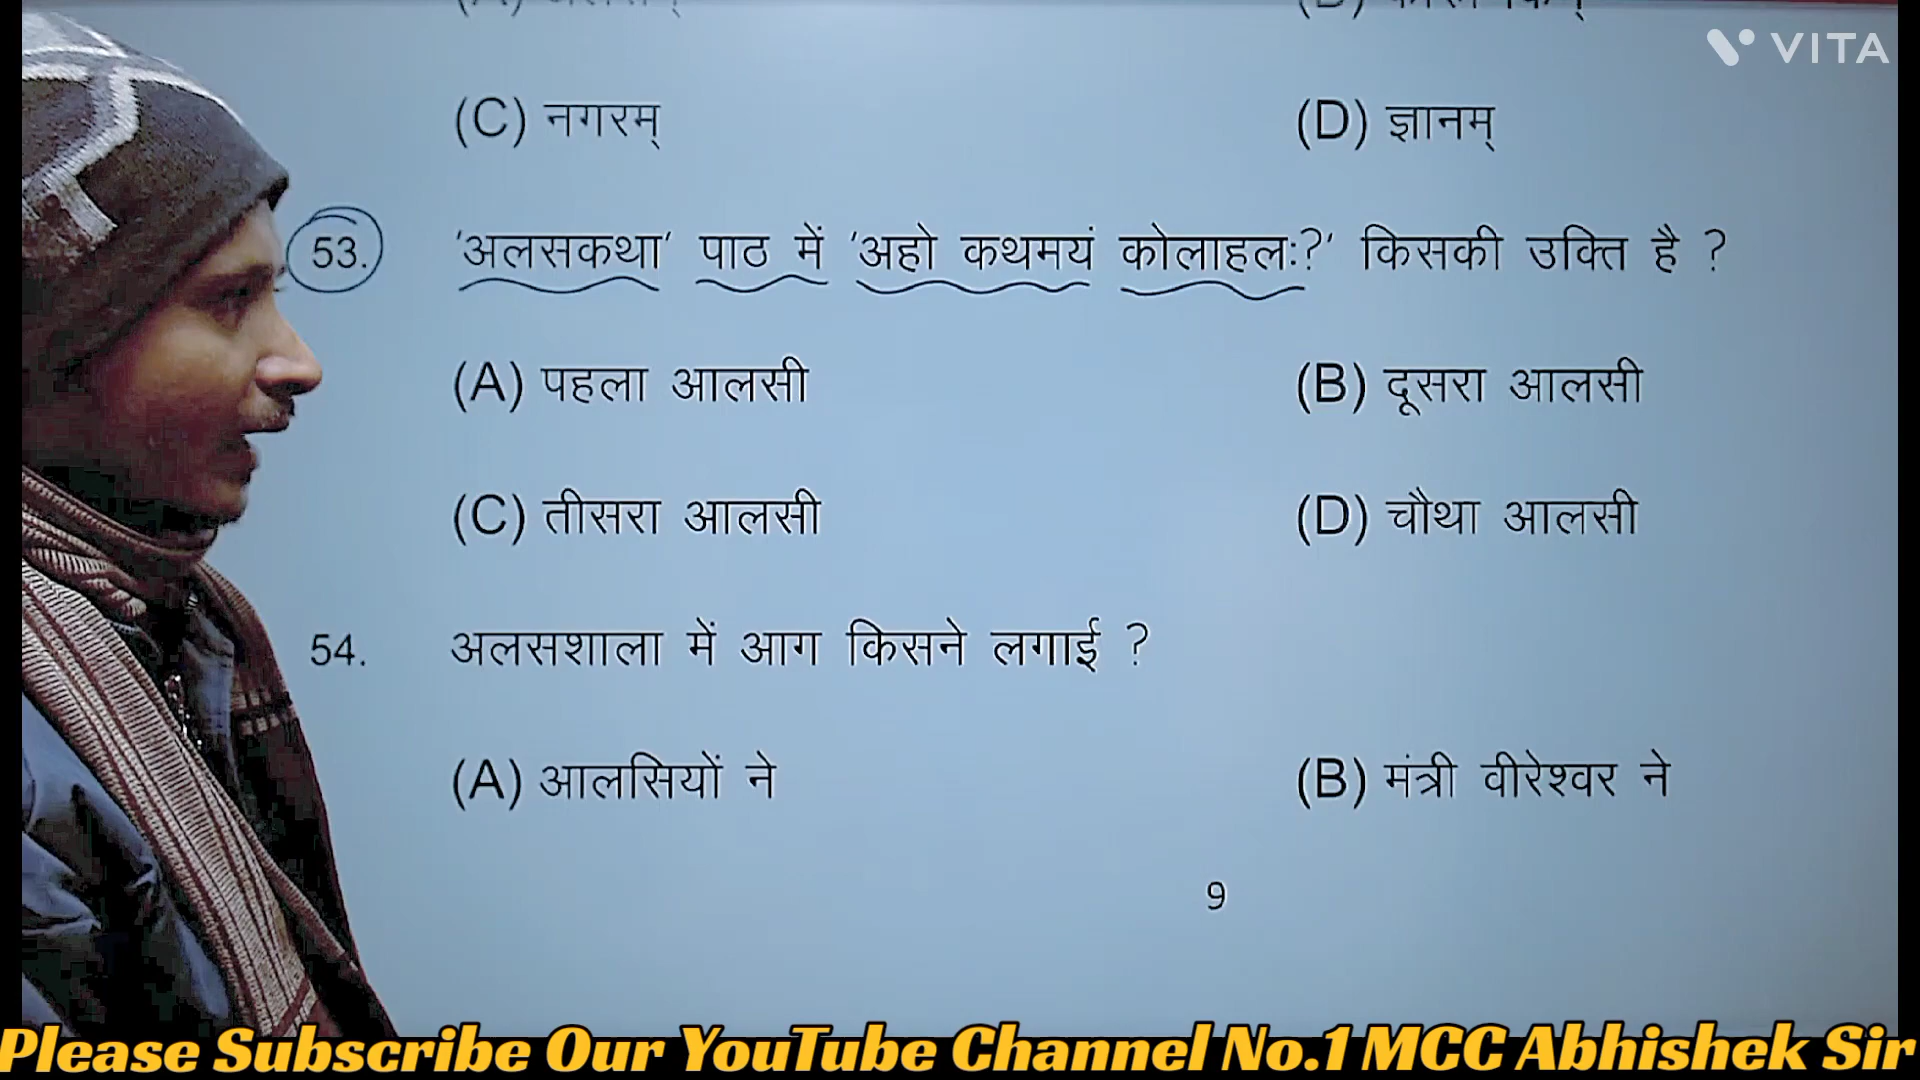 VITA
(C) नगरम्
(D) ज्ञानम्
53. 'अलसकथा' पाठ में 'अहो कथमयं कोलाहलः?' किसकी उक्ति है ?
(A) पहला आलसी
(B) दूसरा आलसी
(C) तीसरा आलसी
(D) चौथा आलसी
54. अलसशाला में आग किसने लगाई ?
(A) आलसियों ने
(B) मंत्री वीरेश्वर ने
9
Please Subscribe Our YouTube Channel No.1 MCC Abhishek Sir